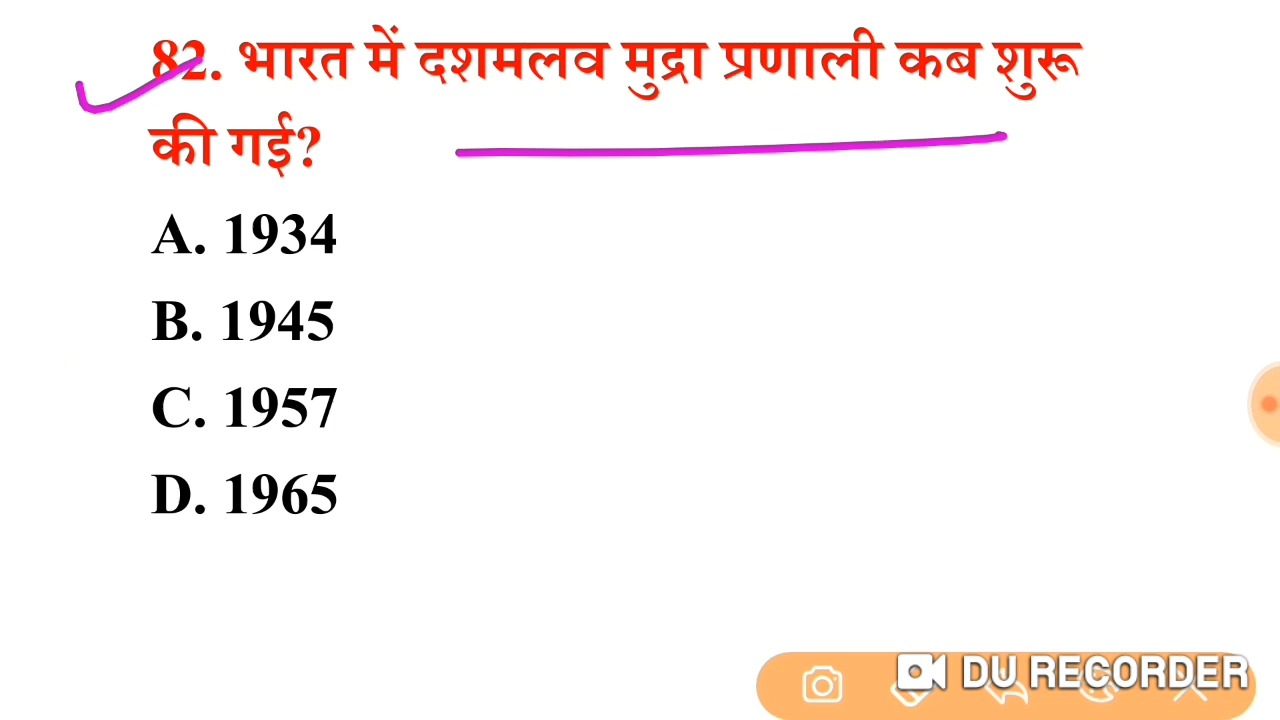 82. भारत में दशमलव मुद्रा प्रणाली कब शुरू
की गई?
A. 1934
B. 1945
C. 1957
D. 1965
DU RECORDER